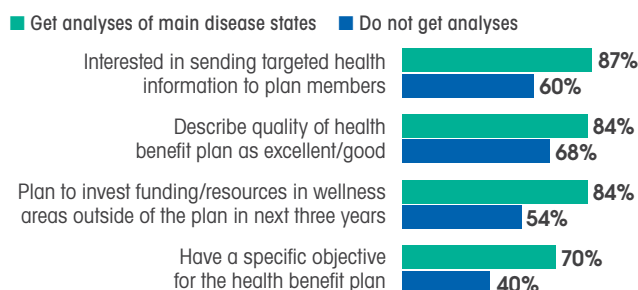 Get analyses of main disease states Do not get analyses
Interested in sending targeted health
information to plan members
87%
60%
Describe quality of health
benefit plan as excellent/good
84%
68%
Plan to invest funding/resources in wellness
areas outside of the plan in next three years
84%
54%
Have a specific objective
for the health benefit plan
70%
40%